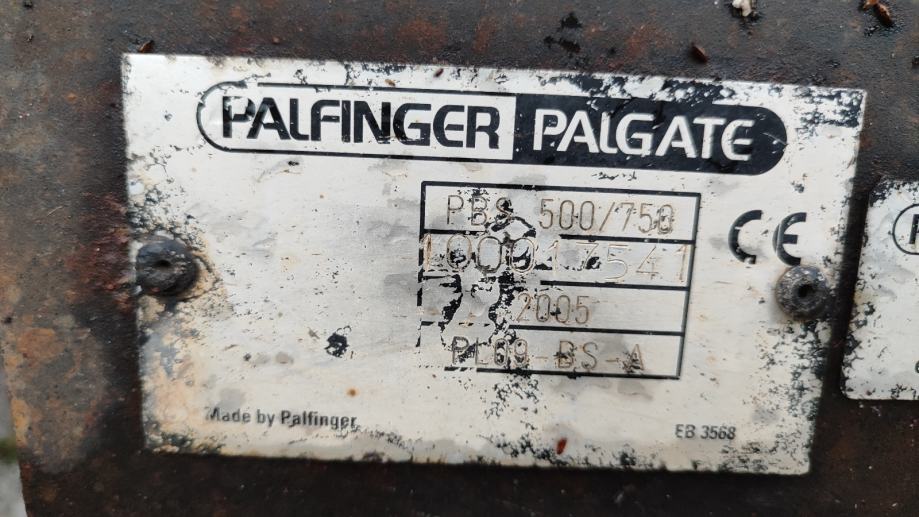 PALFINGER PALGATE
PBS 500/750
100017541
2005
PL09-BS-A
CE
Made by Palfinger
EB 3568